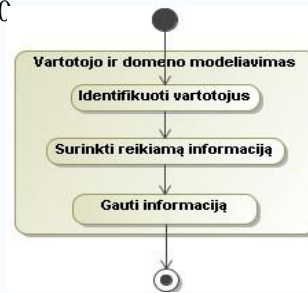 Vartotojo ir domeno modeliavimas
Identifikuoti vartotojus
Surinkti reikiamą informaciją
Gauti informaciją